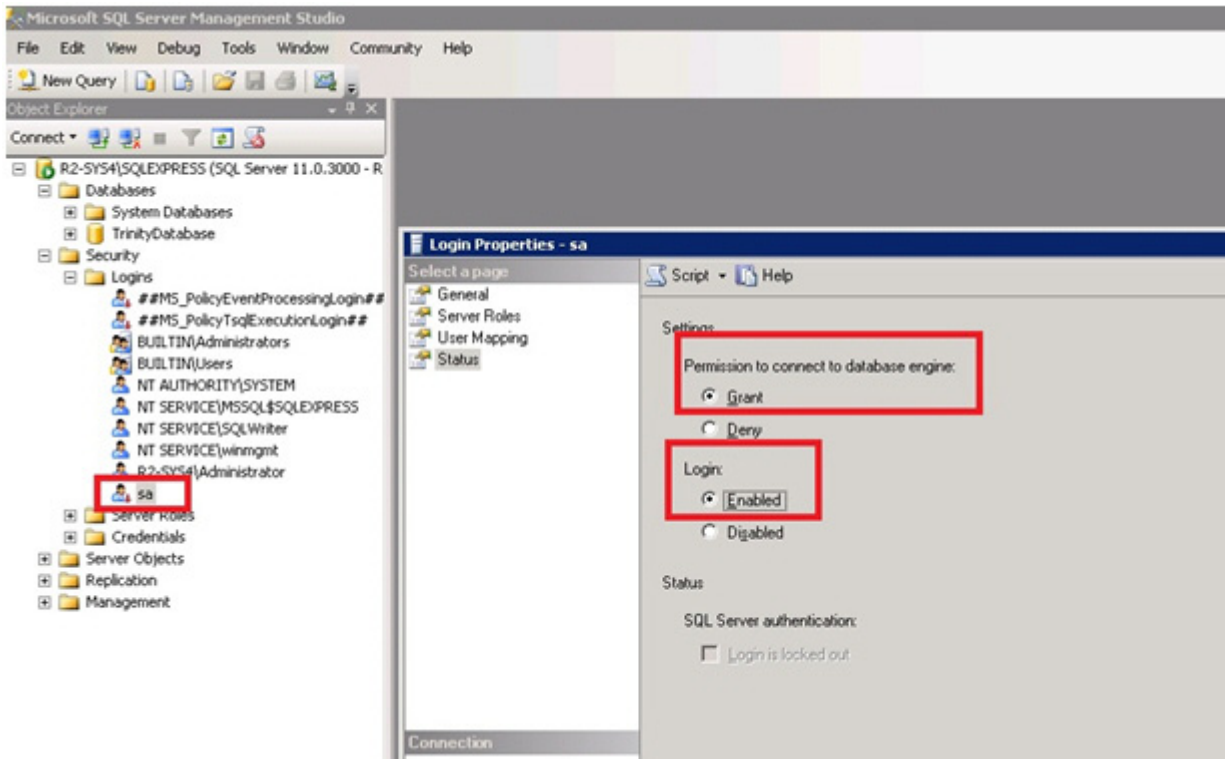 Microsoft SQL Server Management Studio
File Edit View Debug Tools Window Community Help
New Query
Object Explorer
Connect
R2-SYS4\SQLEXPRESS (SQL Server 11.0.3000 - R
Databases
System Databases
TrinityDatabase
Security
Logins
##MS_PolicyEventProcessingLogin##
##MS_PolicyTsqlExecutionLogin##
BUILTIN\Administrators
BUILTIN\Users
NT AUTHORITY\SYSTEM
NT SERVICE\MSSQL$SQLEXPRESS
NT SERVICE\SQLWriter
NT SERVICE\winmgmt
R2-SYS4\Administrator
sa
Server Roles
Credentials
Server Objects
Replication
Management
Login Properties - sa
Select a page
General
Server Roles
User Mapping
Status
Connection
Script Help
Settings
Permission to connect to database engine:
Grant
Deny
Login:
Enabled
Disabled
Status
SQL Server authentication:
Login is locked out